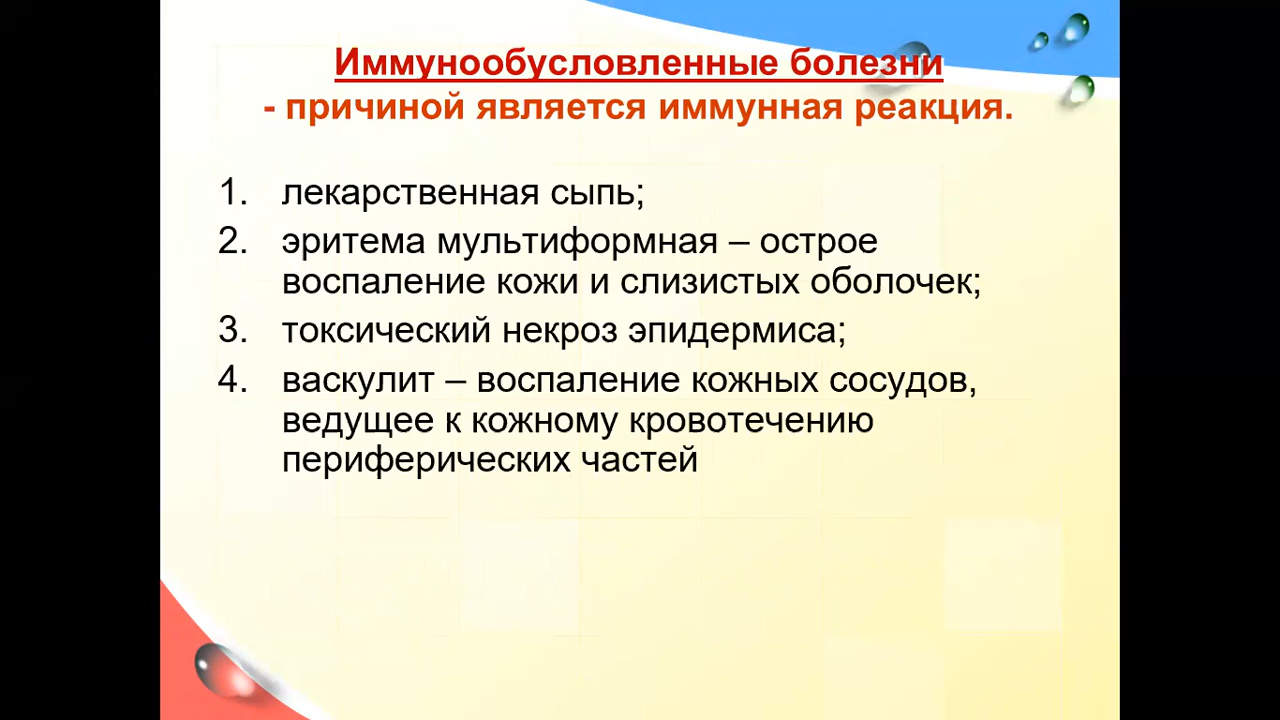 Иммунообусловленные болезни
- причиной является иммунная реакция.
1. лекарственная сыпь;
2. эритема мультиформная – острое
воспаление кожи и слизистых оболочек;
3. токсический некроз эпидермиса;
4. васкулит – воспаление кожных сосудов,
ведущее к кожному кровотечению
периферических частей